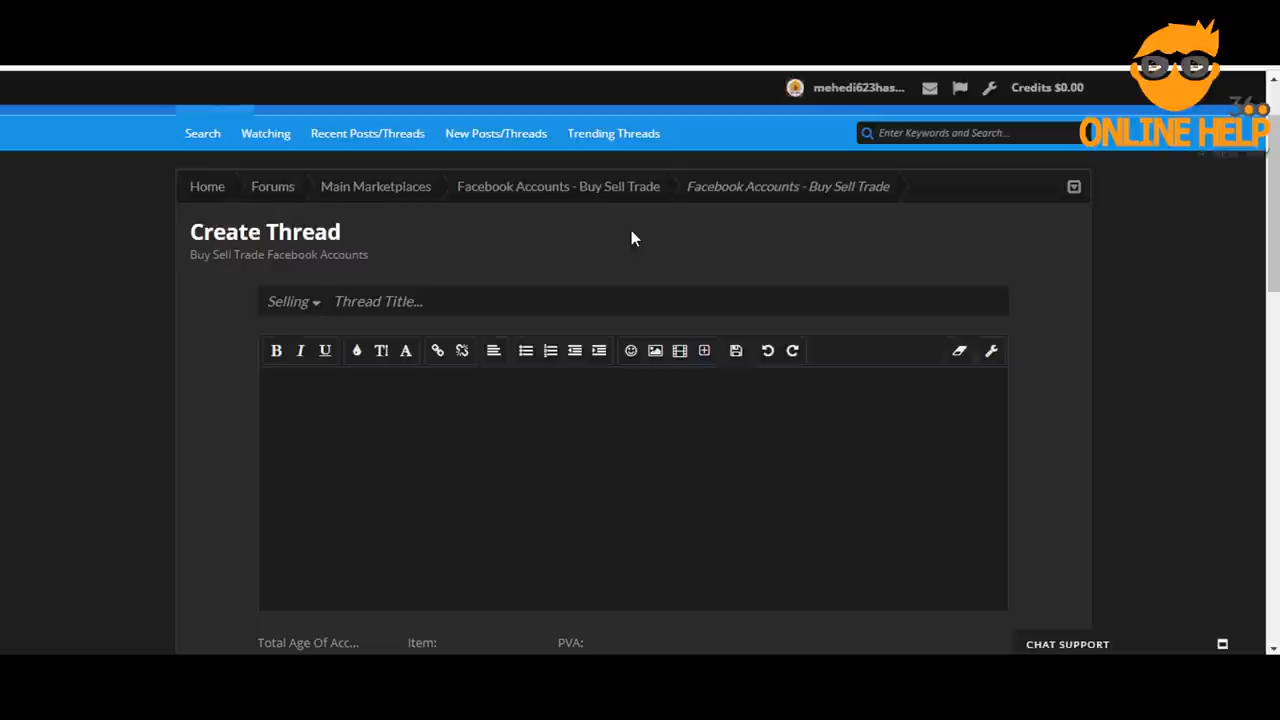 mehedi623has...
Credits $0.00
ONLINE HELP
Search
Watching
Recent Posts/Threads
New Posts/Threads
Trending Threads
Enter Keywords and Search...
Home
Forums
Main Marketplaces
Facebook Accounts - Buy Sell Trade
Facebook Accounts - Buy Sell Trade
Create Thread
Buy Sell Trade Facebook Accounts
Selling
Thread Title...
B I U
A
Total Age Of Acc...
Item:
PVA:
CHAT SUPPORT